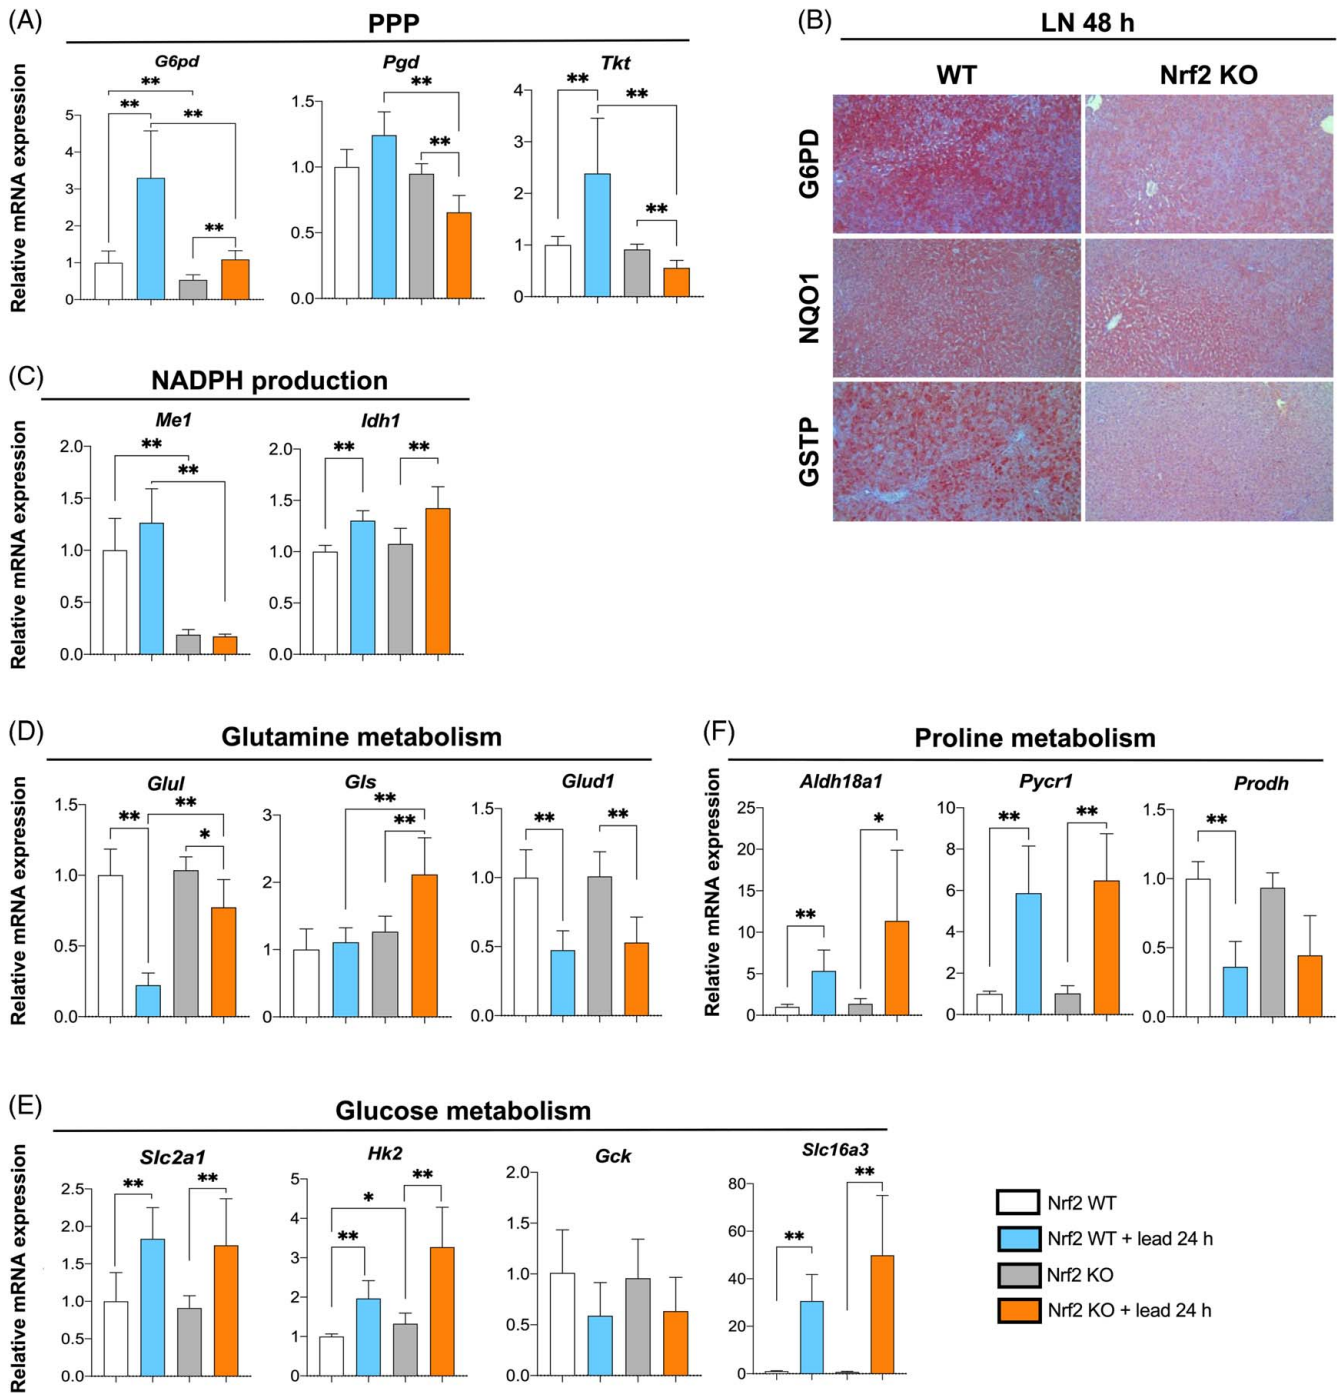 (A)
PPP
G6pd
Pgd
Tkt
Relative mRNA expression
** ** ** **
** **
** ** **
5
4
3
2
1
0
1.5
1.0
0.5
0.0
4
3
2
1
0
(B)
LN 48 h
WT
Nrf2 KO
G6PD
NQO1
GSTP
(C)
NADPH production
Me1
Idh1
Relative mRNA expression
** **
** **
2.0
1.5
1.0
0.5
0.0
2.0
1.5
1.0
0.5
0.0
(D)
Glutamine metabolism
Glul
Gls
Glud1
Relative mRNA expression
** ** *
** **
** **
1.5
1.0
0.5
0.0
3
2
1
0
1.5
1.0
0.5
0.0
(F)
Proline metabolism
Aldh18a1
Pycr1
Prodh
Relative mRNA expression
** *
** **
**
25
20
15
10
5
0
10
8
6
4
2
0
1.5
1.0
0.5
0.0
(E)
Glucose metabolism
Slc2a1
Hk2
Gck
Slc16a3
Relative mRNA expression
** **
** * **
** **
2.5
2.0
1.5
1.0
0.5
0.0
5
4
3
2
1
0
2.0
1.5
1.0
0.5
0.0
80
60
40
20
0
Nrf2 WT
Nrf2 WT + lead 24 h
Nrf2 KO
Nrf2 KO + lead 24 h